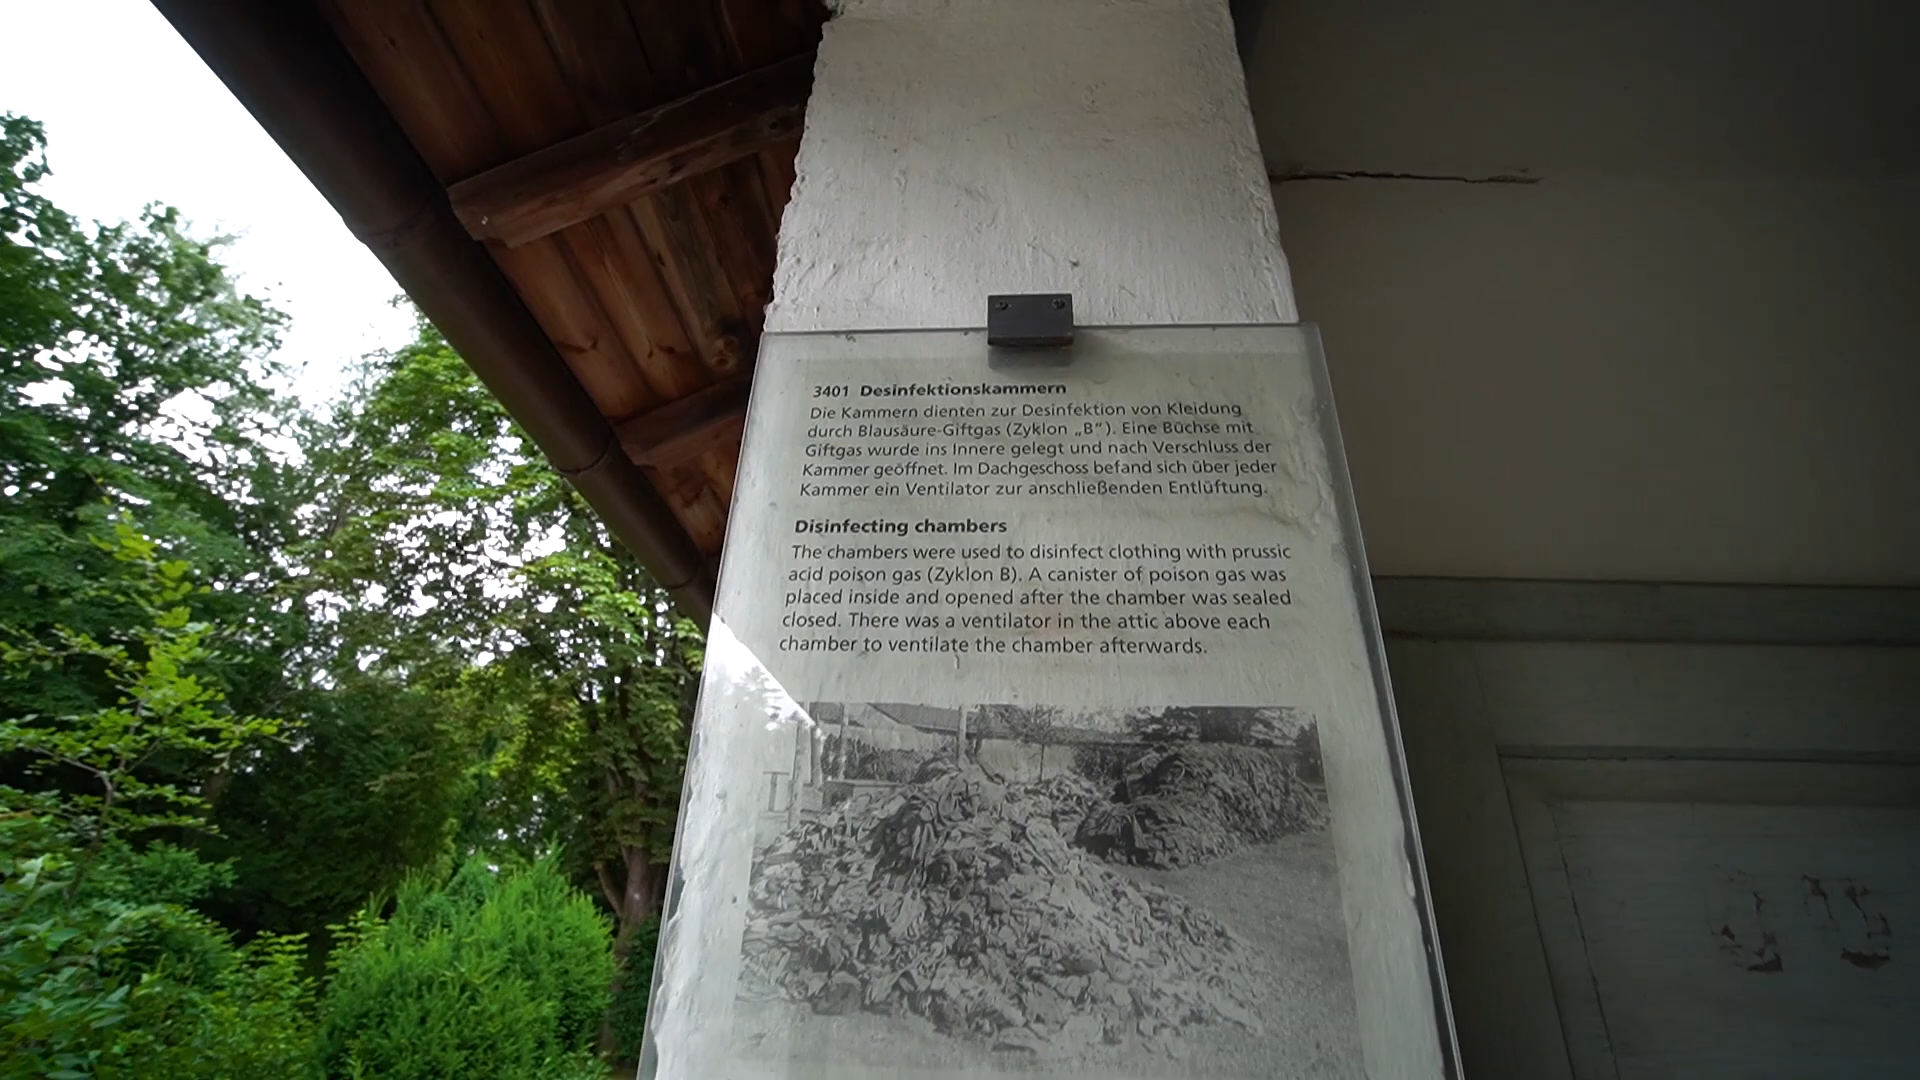 3401 Desinfektionskammern
Die Kammern dienten zur Desinfektion von Kleidung
durch Blausäure-Giftgas (Zyklon „B“). Eine Büchse mit
Giftgas wurde ins Innere gelegt und nach Verschluss der
Kammer geöffnet. Im Dachgeschoss befand sich über jeder
Kammer ein Ventilator zur anschließenden Entlüftung.
Disinfecting chambers
The chambers were used to disinfect clothing with prussic
acid poison gas (Zyklon B). A canister of poison gas was
placed inside and opened after the chamber was sealed
closed. There was a ventilator in the attic above each
chamber to ventilate the chamber afterwards.